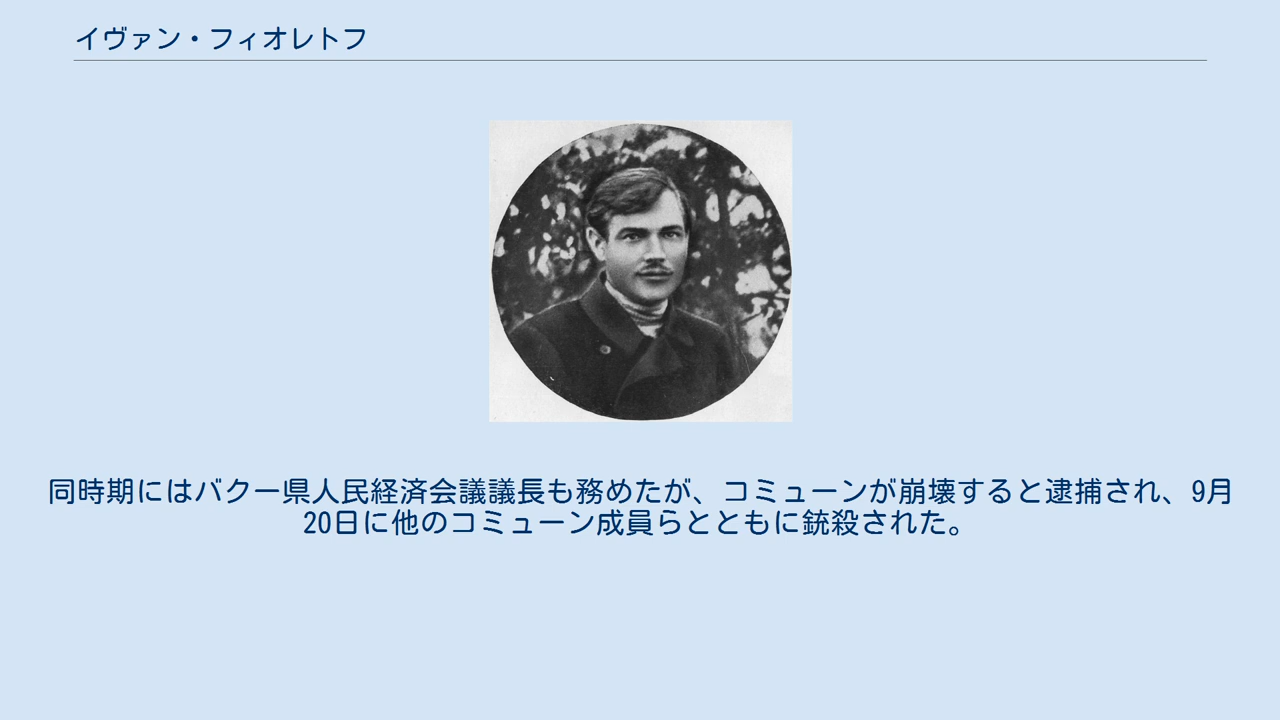 イヴァン・フィオレトフ
同時期にはバクー県人民経済会議議長も務めたが、コミューンが崩壊すると逮捕され、9月
20日に他のコミューン成員らとともに銃殺された。